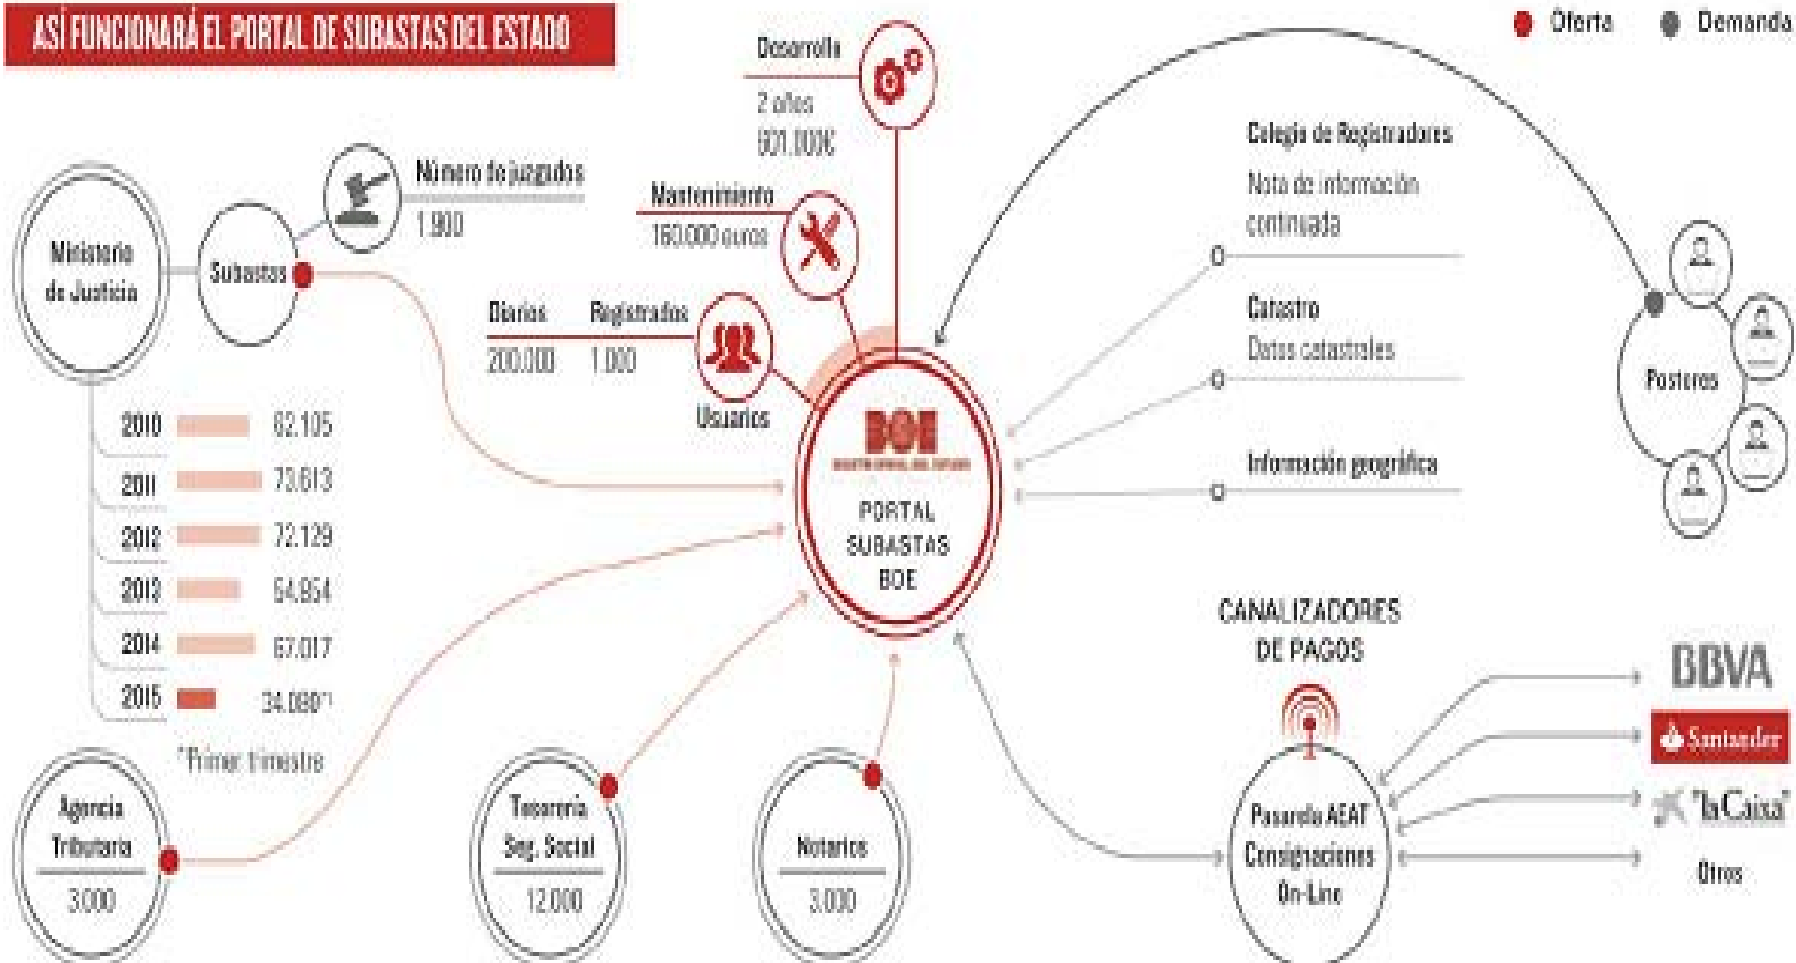 ASÍ FUNCIONARÁ EL PORTAL DE SUBASTAS DEL ESTADO
Oferta
Demanda
Desarrollo
2 años
Mantenimiento
160.000 euros
Número de juzgados
1.900
Ministerio
de Justicia
Subastas
Diarios
Registrados
200.000
1.000
Usuarios
2010
2011
73.613
2012
72.129
2013
2014
67.017
2015
*Primer trimestre
BOE
BOLETÍN OFICIAL DEL ESTADO
PORTAL
SUBASTAS
BOE
Colegio de Registradores
Nota de información
continuada
Catastro
Datos catastrales
Información geográfica
Postores
CANALIZADORES
DE PAGOS
Pasarela AEAT
Consignaciones
On-Line
BBVA
Santander
"la Caixa"
Otros
Agencia
Tributaria
3.000
Tesorería
Seg. Social
12.000
Notarios
3.000